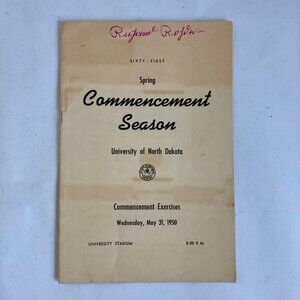 SIXTY - FIRST
Spring
Commencement
Season
University of North Dakota
Commencement Exercises
Wednesday, May 31, 1950
UNIVERSITY STADIUM 8:00 P. M.